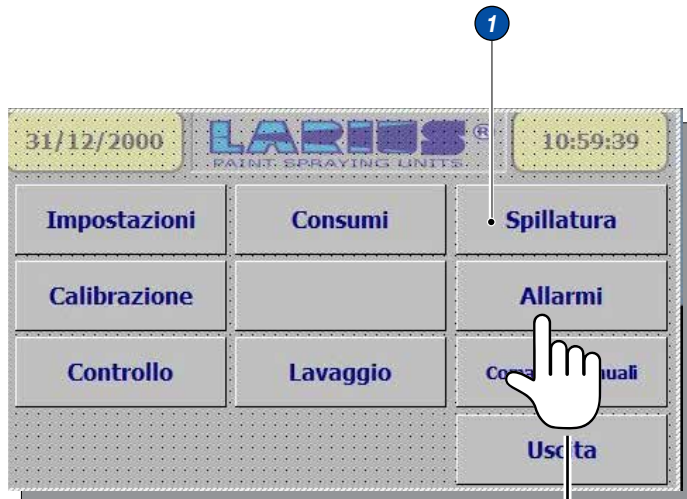 1
31/12/2000 LARIUS ® 10:59:39
PAINT SPRAYING UNITS
Impostazioni Consumi Spillatura
Calibrazione Allarmi
Controllo Lavaggio
Uscita